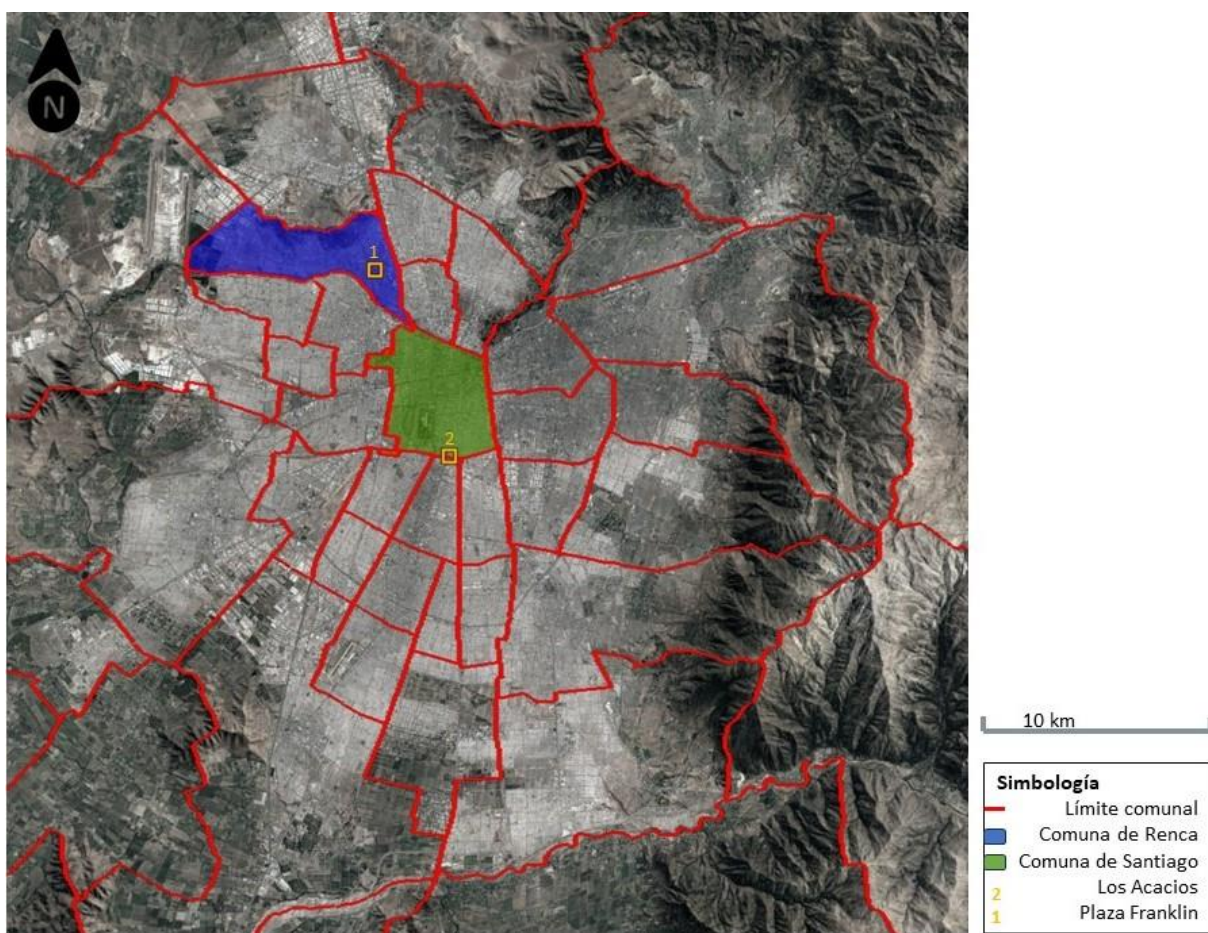 N
1
2
10 km
Simbología
Límite comunal
Comuna de Renca
Comuna de Santiago
2 Los Acacios
1 Plaza Franklin